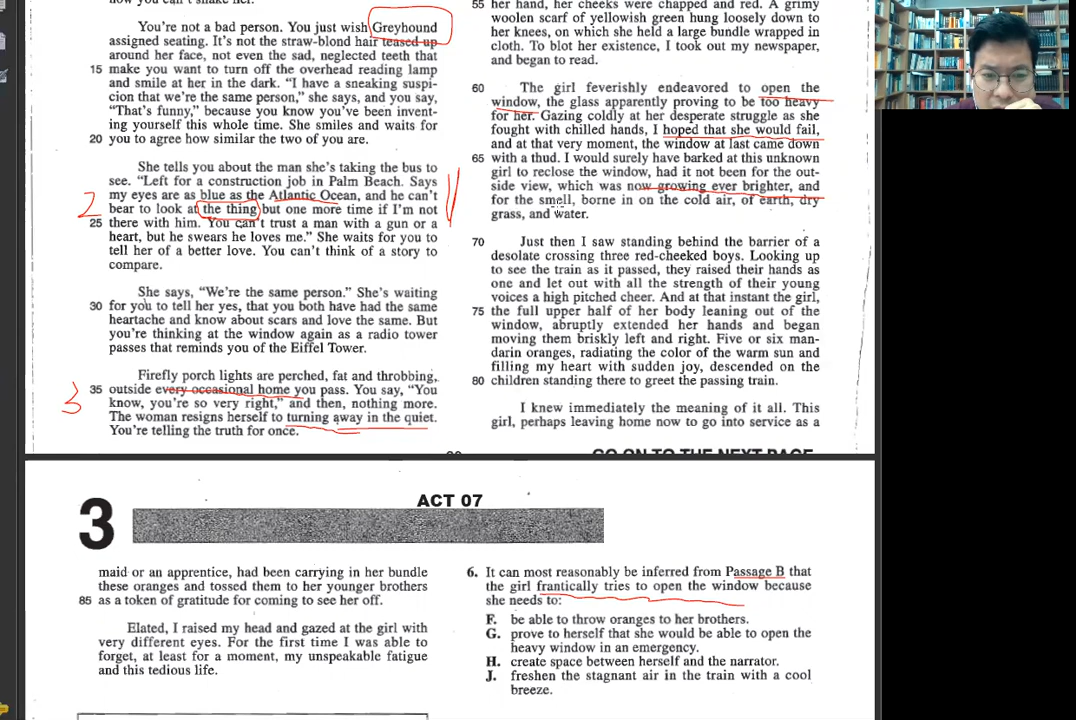 You're not a bad person. You just wish Greyhound
assigned seating. It's not the straw-blond hair teased up
around her face, not even the sad, neglected teeth that
15 make you want to turn off the overhead reading lamp
and smile at her in the dark. "I have a sneaking suspi-
cion that we're the same person," she says, and you say,
"That's funny," because you know you've been invent-
ing yourself this whole time. She smiles and waits for
20 you to agree how similar the two of you are.
She tells you about the man she's taking the bus to
see. "Left for a construction job in Palm Beach. Says
my eyes are as blue as the Atlantic Ocean, and he can't
2 bear to look at the thing but one more time if I'm not
25 there with him. You can't trust a man with a gun or a
heart, but he swears he loves me." She waits for you to
tell her of a better love. You can't think of a story to
compare.
She says, "We're the same person." She's waiting
30 for you to tell her yes, that you both have had the same
heartache and know about scars and love the same. But
you're thinking at the window again as a radio tower
passes that reminds you of the Eiffel Tower.
Firefly porch lights are perched, fat and throbbing,
35 outside every occasional home you pass. You say, "You
3 know, you're so very right," and then, nothing more.
The woman resigns herself to turning away in the quiet.
You're telling the truth for once.
55 her hand, her cheeks were chapped and red. A grimy
woolen scarf of yellowish green hung loosely down to
her knees, on which she held a large bundle wrapped in
cloth. To blot her existence, I took out my newspaper,
and began to read.
60 The girl feverishly endeavored to open the
window, the glass apparently proving to be too heavy
for her. Gazing coldly at her desperate struggle as she
fought with chilled hands, I hoped that she would fail,
and at that very moment, the window at last came down
65 with a thud. I would surely have barked at this unknown
girl to reclose the window, had it not been for the out-
side view, which was now growing ever brighter, and
for the smell, borne in on the cold air, of earth, dry
grass, and water.
70 Just then I saw standing behind the barrier of a
desolate crossing three red-cheeked boys. Looking up
to see the train as it passed, they raised their hands as
one and let out with all the strength of their young
voices a high pitched cheer. And at that instant the girl,
75 the full upper half of her body leaning out of the
window, abruptly extended her hands and began
moving them briskly left and right. Five or six man-
darin oranges, radiating the color of the warm sun and
filling my heart with sudden joy, descended on the
80 children standing there to greet the passing train.
I knew immediately the meaning of it all. This
girl, perhaps leaving home now to go into service as a
GO ON TO THE NEXT PAGE
3
ACT 07
maid or an apprentice, had been carrying in her bundle
these oranges and tossed them to her younger brothers
85 as a token of gratitude for coming to see her off.
Elated, I raised my head and gazed at the girl with
very different eyes. For the first time I was able to
forget, at least for a moment, my unspeakable fatigue
and this tedious life.
6. It can most reasonably be inferred from Passage B that
the girl frantically tries to open the window because
she needs to:
F. be able to throw oranges to her brothers.
G. prove to herself that she would be able to open the
heavy window in an emergency.
H. create space between herself and the narrator.
J. freshen the stagnant air in the train with a cool
breeze.